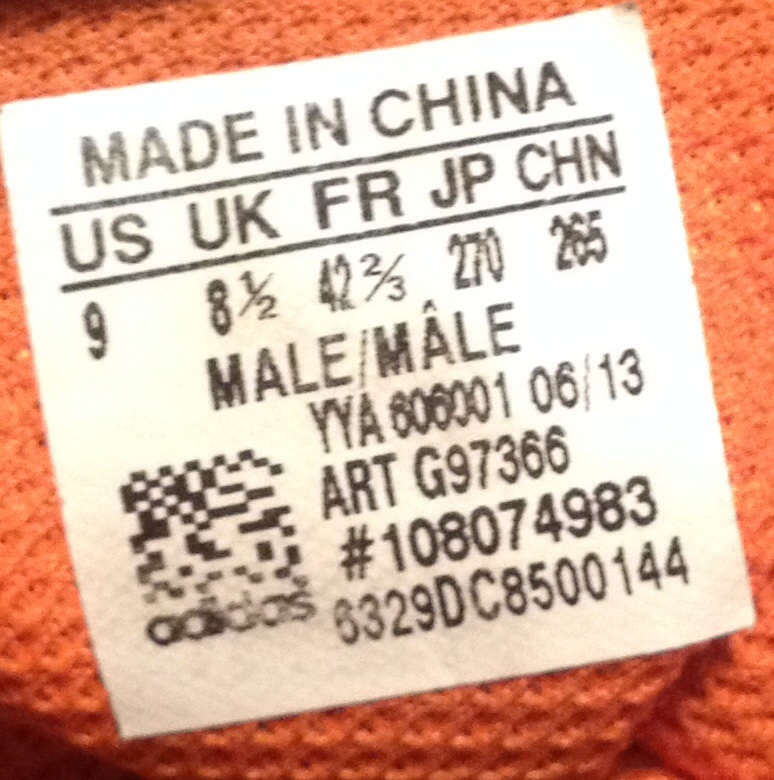 MADE IN CHINA
US UK FR JP CHN
9 8½ 42⅔ 270 265
MALE/MÂLE
YYA 606001 06/13
ART G97366
#108074983
adidas 6329DC8500144